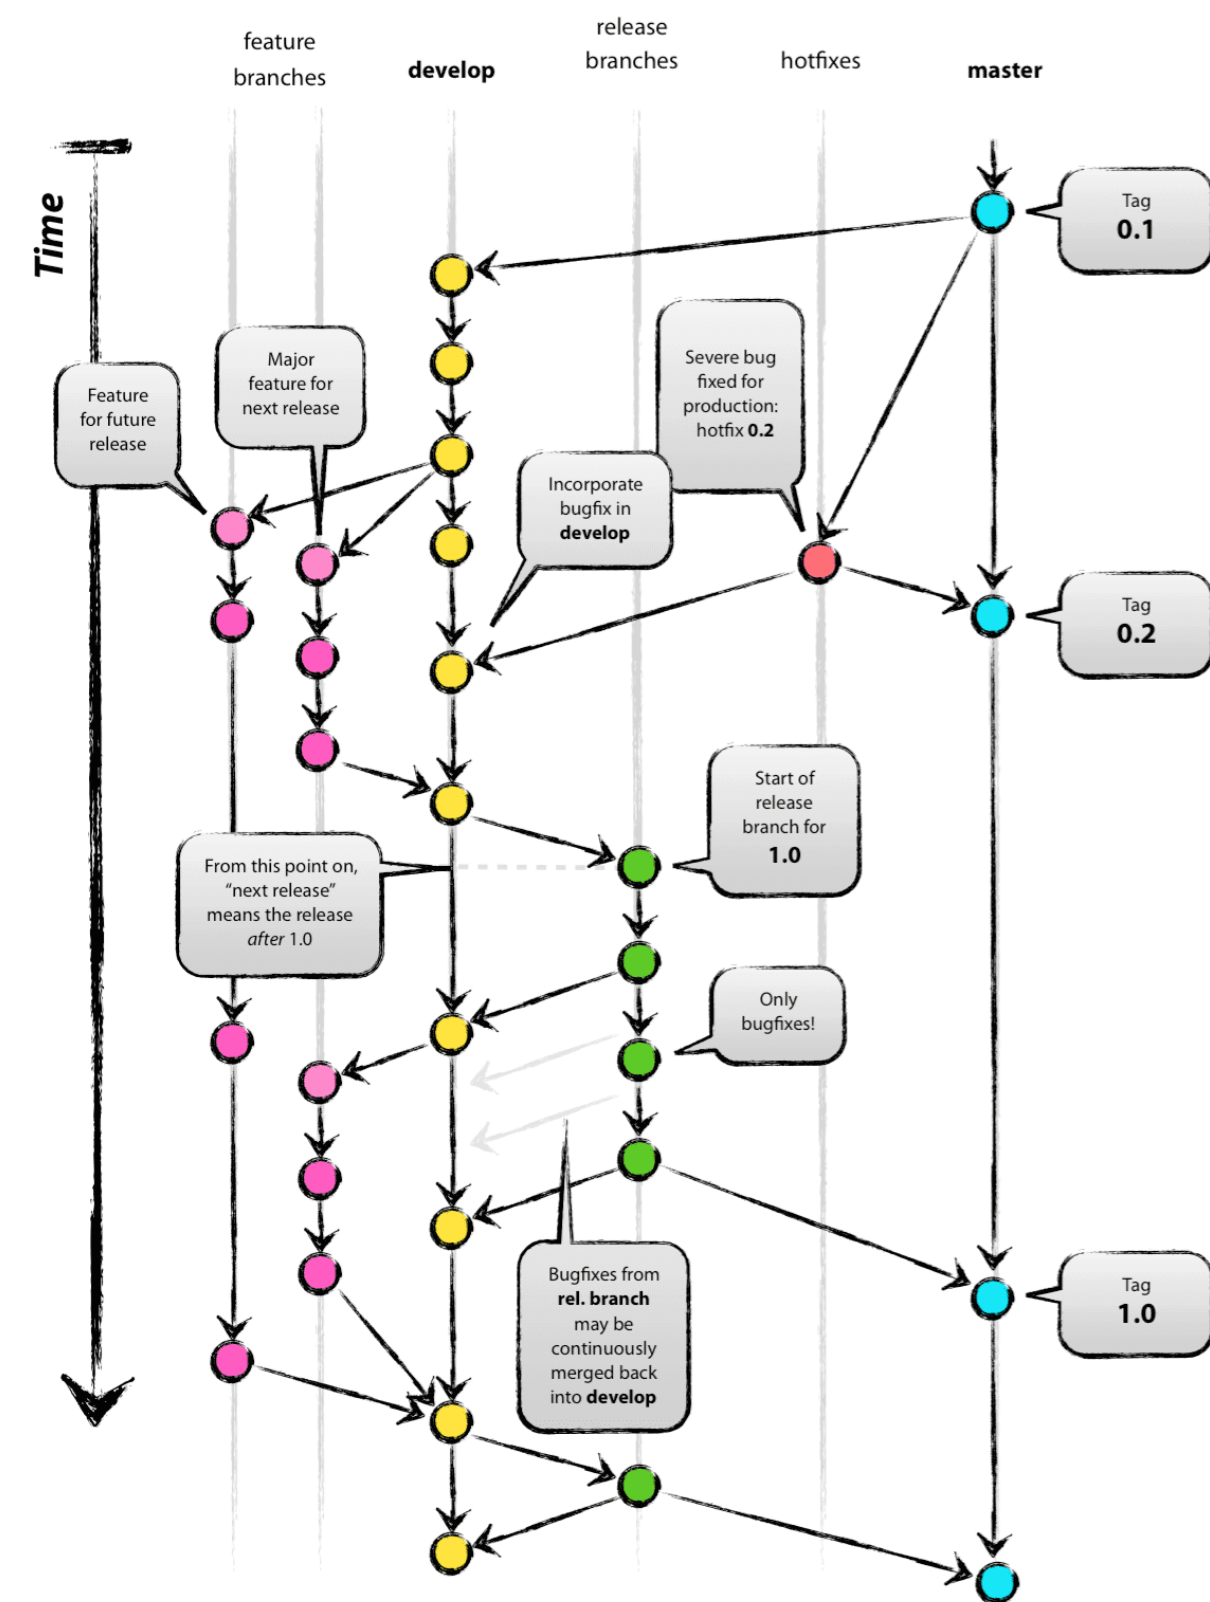 feature
branches
develop
release
branches
hotfixes
master
Time
Tag
0.1
Feature
for future
release
Major
feature for
next release
Severe bug
fixed for
production:
hotfix 0.2
Incorporate
bugfix in
develop
Tag
0.2
Start of
release
branch for
1.0
From this point on,
“next release”
means the release
after 1.0
Only
bugfixes!
Bugfixes from
rel. branch
may be
continuously
merged back
into develop
Tag
1.0